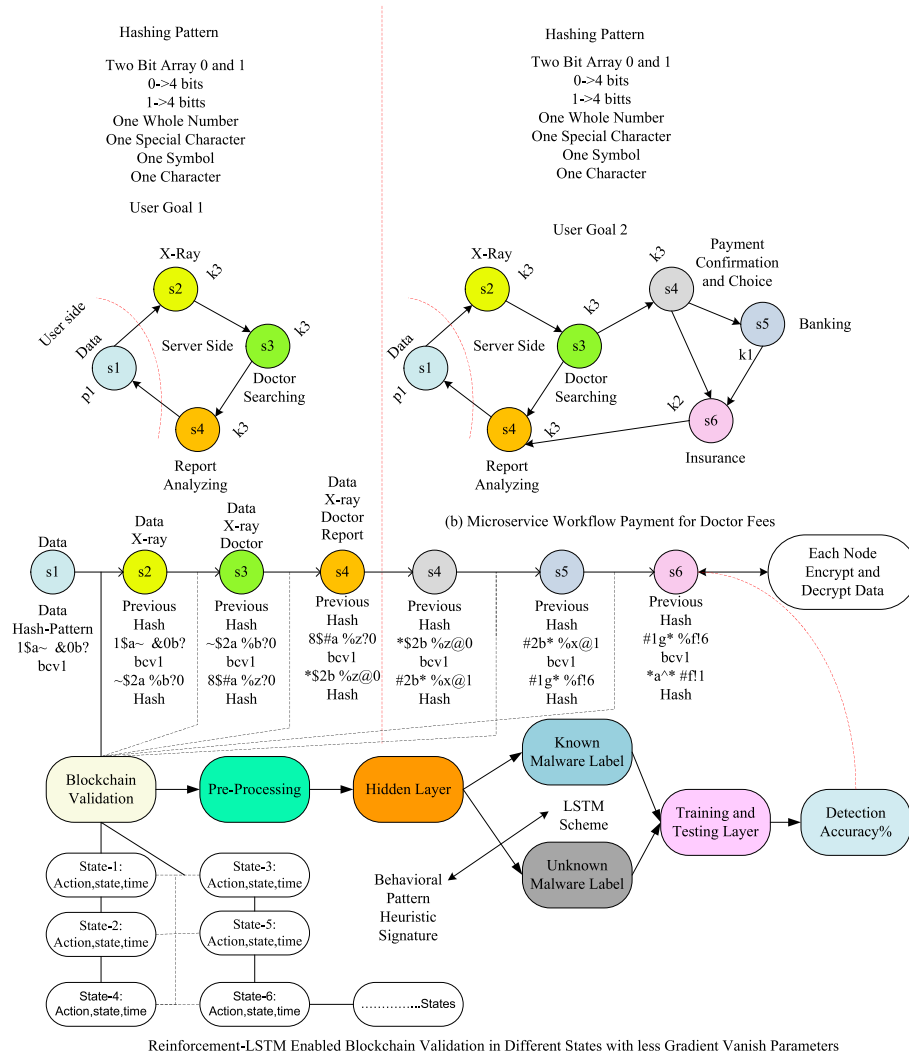 Hashing Pattern
Two Bit Array 0 and 1
0->4 bits
1->4 bitts
One Whole Number
One Special Character
One Symbol
One Character
User Goal 1
X-Ray
k3
s2
User side
Data
Server Side
k3
s3
s1
p1
Doctor
Searching
s4
k3
Report
Analyzing
Hashing Pattern
Two Bit Array 0 and 1
0->4 bits
1->4 bitts
One Whole Number
One Special Character
One Symbol
One Character
User Goal 2
X-Ray
k3
s2
k3
s4
Payment
Confirmation
and Choice
User side
Data
Server Side
k3
s3
s5
Banking
k1
s1
p1
Doctor
Searching
k2
s6
Insurance
s4
k3
Report
Analyzing
(b) Microservice Workflow Payment for Doctor Fees
Data
s1
Data
Hash-Pattern
1$a~ &0b?
bcv1
Data
X-ray
s2
Previous
Hash
1$a~ &0b?
bcv1
~$2a %b?0
Hash
Data
X-ray
Doctor
s3
Previous
Hash
~$2a %b?0
bcv1
8$#a %z?0
Hash
Data
X-ray
Doctor
Report
s4
Previous
Hash
8$#a %z?0
bcv1
*$2b %z@0
Hash
s4
Previous
Hash
*$2b %z@0
bcv1
#2b* %x@1
Hash
s5
Previous
Hash
#2b* %x@1
bcv1
#1g* %f!6
Hash
s6
Previous
Hash
#1g* %f!6
bcv1
*a^* #f!1
Hash
Each Node
Encrypt and
Decrypt Data
Blockchain
Validation
Pre-Processing
Hidden Layer
Known
Malware Label
LSTM
Scheme
Unknown
Malware Label
Behavioral
Pattern
Heuristic
Signature
Training and
Testing Layer
Detection
Accuracy%
State-1:
Action,state,time
State-3:
Action,state,time
State-2:
Action,state,time
State-5:
Action,state,time
State-4:
Action,state,time
State-6:
Action,state,time
..............States
Reinforcement-LSTM Enabled Blockchain Validation in Different States with less Gradient Vanish Parameters